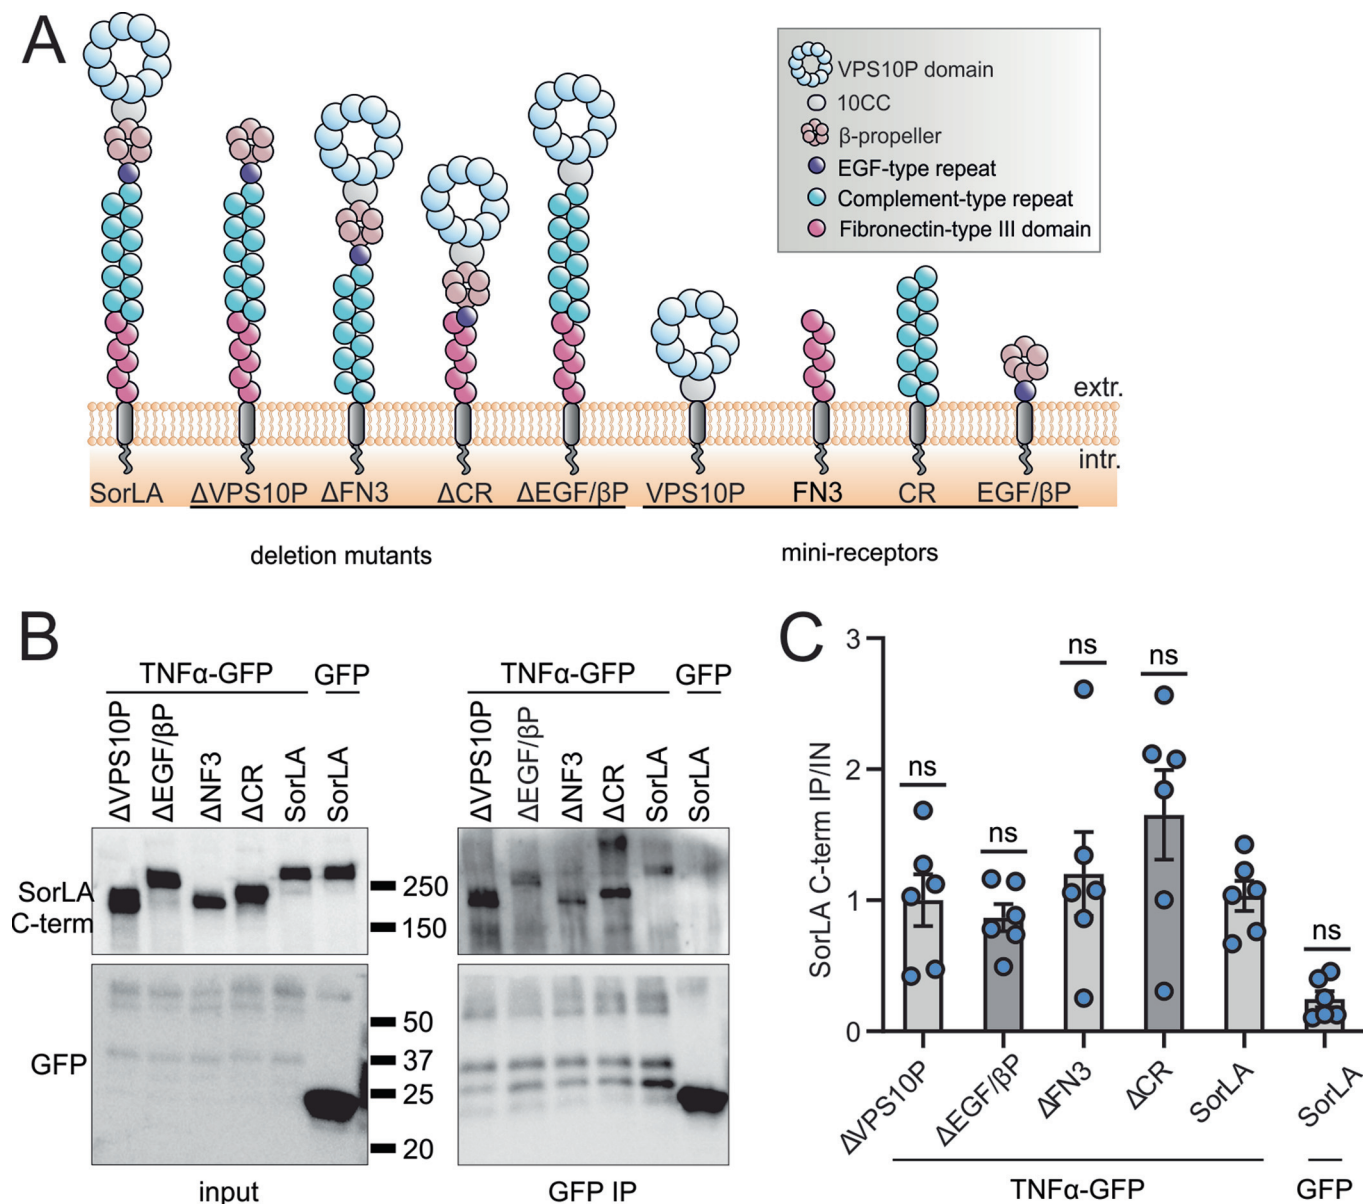 A
VPS10P domain
10CC
β-propeller
EGF-type repeat
Complement-type repeat
Fibronectin-type III domain
extr.
intr.
SorLA ΔVPS10P ΔFN3 ΔCR ΔEGF/βP VPS10P FN3 CR EGF/βP
deletion mutants mini-receptors
B
TNFα-GFP GFP
ΔVPS10P ΔEGF/βP ΔNF3 ΔCR SorLA SorLA
SorLA
C-term
250
150
GFP
50
37
25
20
input
TNFα-GFP GFP
ΔVPS10P ΔEGF/βP ΔNF3 ΔCR SorLA SorLA
GFP IP
C
SorLA C-term IP/IN
3
2
1
0
ns ns ns ns ns
ΔVPS10P ΔEGF/βP ΔFN3 ΔCR SorLA SorLA
TNFα-GFP GFP